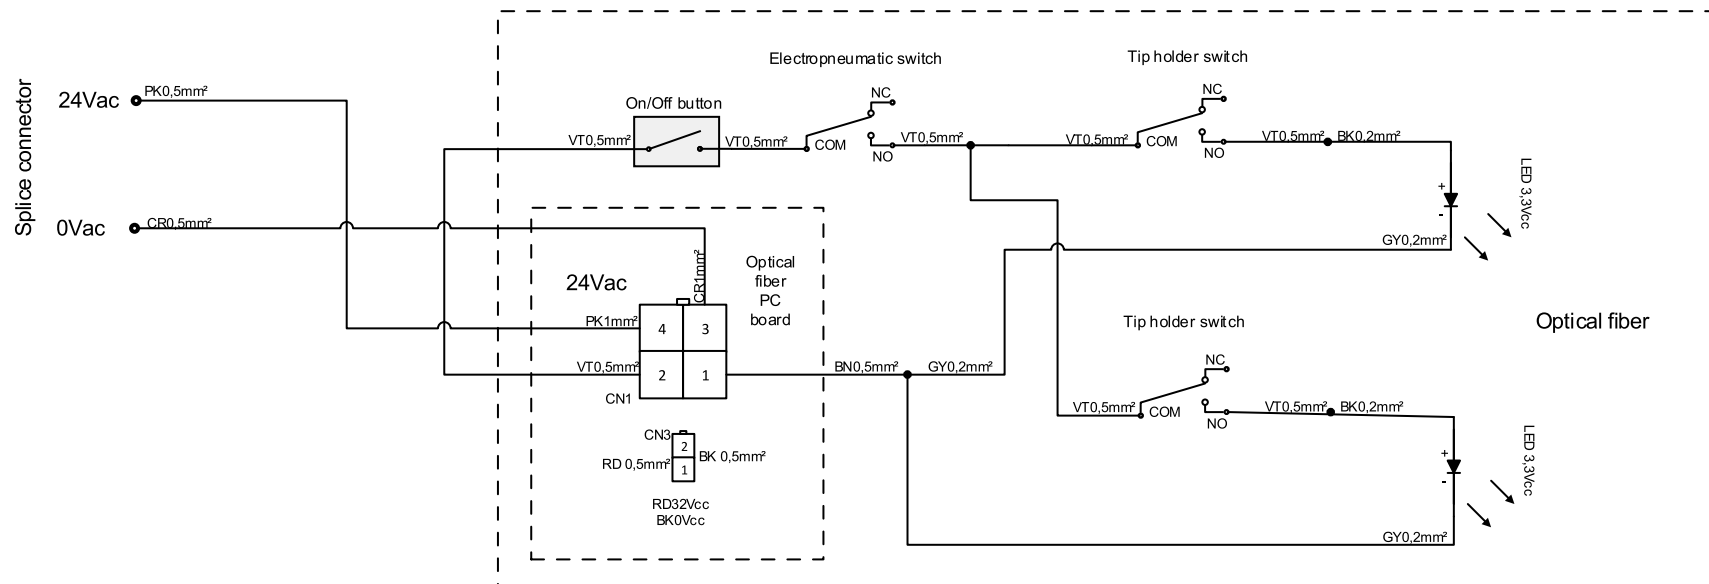 Splice connector
24Vac
PK0,5mm²
0Vac
CR0,5mm²
Electropneumatic switch
Tip holder switch
On/Off button
VT0,5mm²
VT0,5mm²
NC
COM
NO
VT0,5mm²
VT0,5mm²
NC
COM
NO
VT0,5mm²
BK0,2mm²
+
-
LED 3,3Vcc
GY0,2mm²
24Vac
CR1mm²
Optical
fiber
PC
board
PK1mm²
4
3
VT0,5mm²
2
1
CN1
BN0,5mm²
GY0,2mm²
CN3
2
RD 0,5mm²
1
BK 0,5mm²
RD32Vcc
BK0Vcc
Tip holder switch
Optical fiber
NC
VT0,5mm²
COM
NO
VT0,5mm²
BK0,2mm²
+
-
LED 3,3Vcc
GY0,2mm²